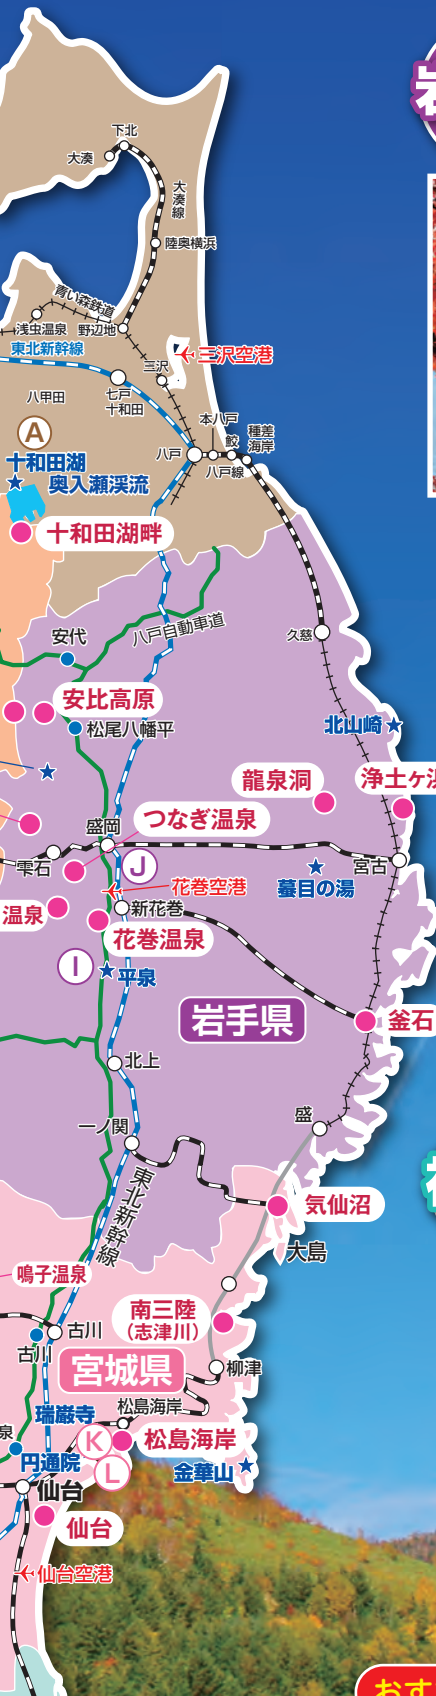 下北
大湊
大湊線
陸奥横浜
青い森鉄道
浅虫温泉
野辺地
東北新幹線
三沢空港
三沢
八甲田
七戸
十和田
A
本八戸
鮫
種差
海岸
八戸
八戸線
十和田湖
奥入瀬渓流
十和田湖畔
八戸自動車道
久慈
安代
安比高原
松尾八幡平
北山崎
龍泉洞
浄土ヶ浜
つなぎ温泉
盛岡
雫石
J
宮古
蟇目の湯
花巻空港
新花巻
温泉
花巻温泉
I
平泉
岩手県
釜石
北上
盛
一ノ関
東北新幹線
気仙沼
大島
鳴子温泉
南三陸
(志津川)
古川
古川
宮城県
柳津
瑞巌寺
松島海岸
K
松島海岸
泉
円通院
L
金華山
仙台
仙台
仙台空港
おす